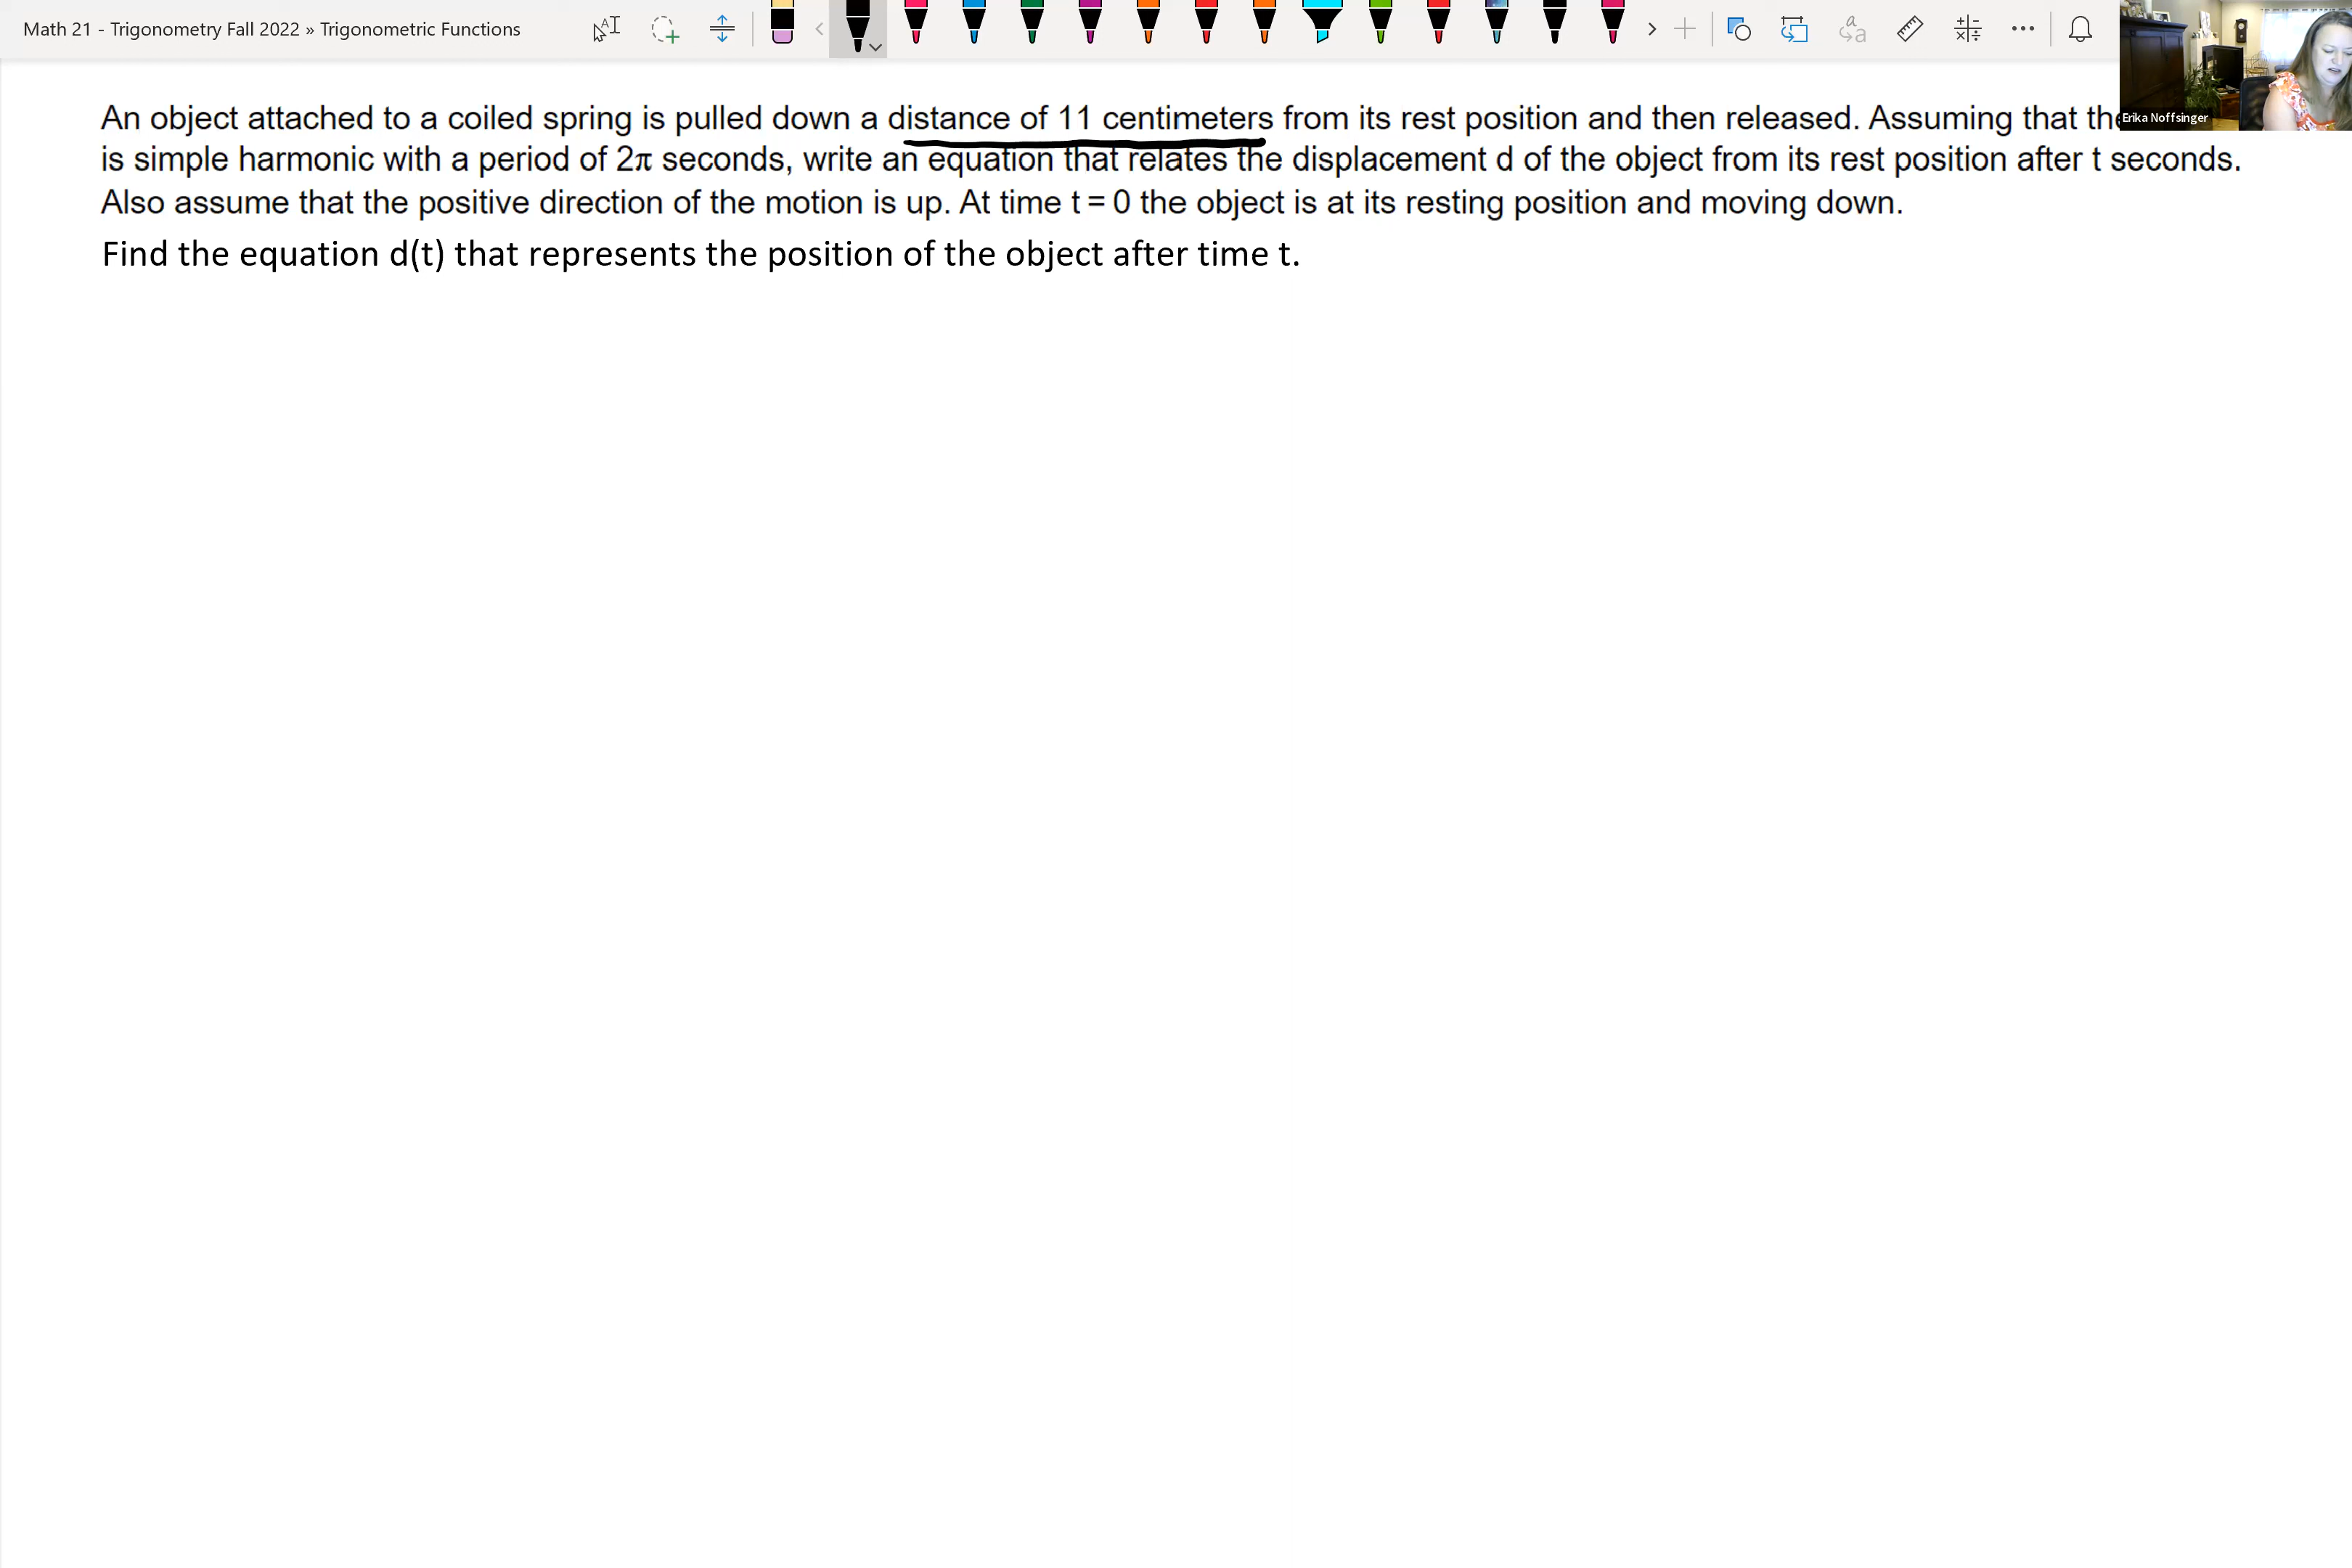 Math 21 - Trigonometry Fall 2022 » Trigonometric Functions
An object attached to a coiled spring is pulled down a distance of 11 centimeters from its rest position and then released. Assuming that the
Erika Noffsinger
is simple harmonic with a period of 2π seconds, write an equation that relates the displacement d of the object from its rest position after t seconds.
Also assume that the positive direction of the motion is up. At time t = 0 the object is at its resting position and moving down.
Find the equation d(t) that represents the position of the object after time t.